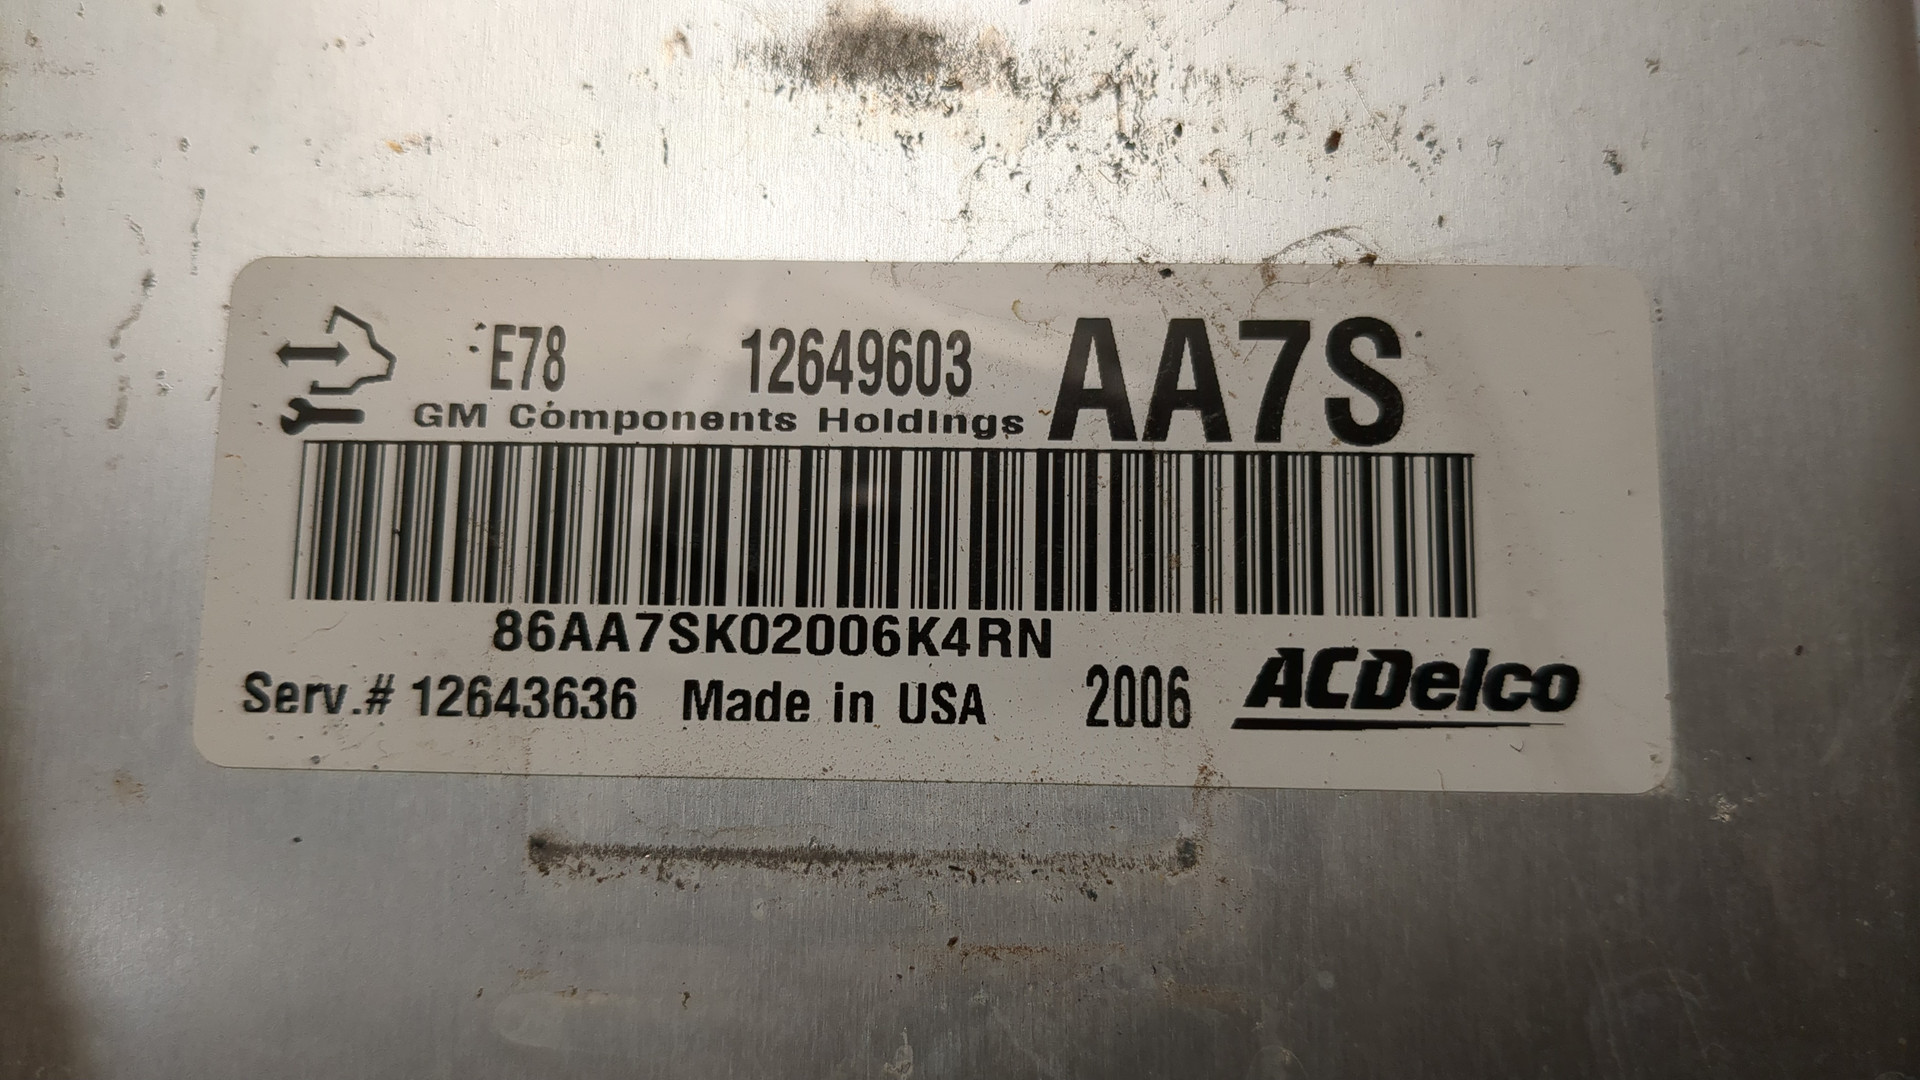 E78 12649603 AA7S
GM Components Holdings
86AA7SK02006K4RN
Serv.# 12643636 Made in USA 2006 ACDelco